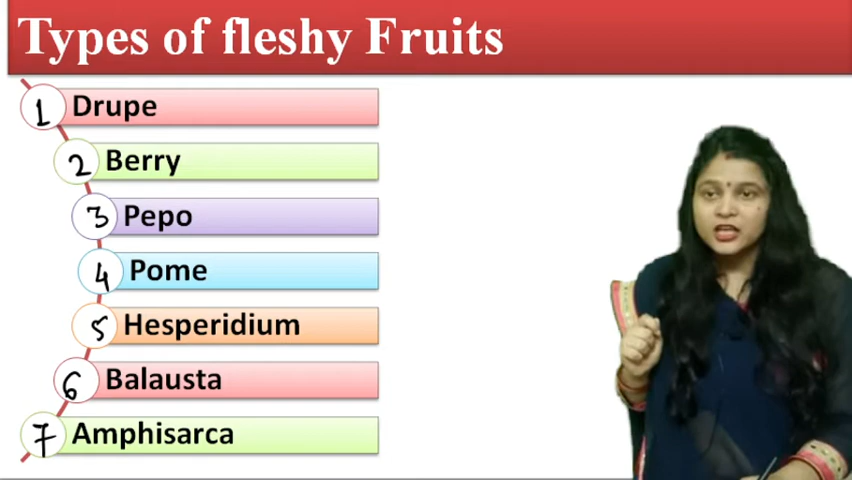 Types of fleshy Fruits
1 Drupe
2 Berry
3 Pepo
4 Pome
5 Hesperidium
6 Balausta
7 Amphisarca